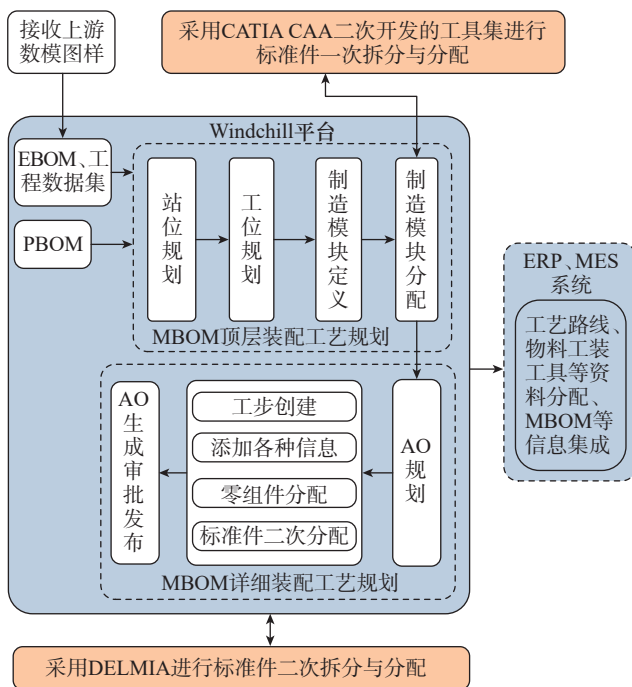 接收上游
数模图样
采用CATIA CAA二次开发的工具集进行
标准件一次拆分与分配
Windchill平台
EBOM、工
程数据集
PBOM
站位规划
工位规划
制造模块定义
制造模块分配
MBOM顶层装配工艺规划
ERP、MES
系统
工艺路线、
物料工装
工具等资
料分配、
MBOM等
信息集成
AO生成审批发布
工步创建
添加各种信息
零组件分配
标准件二次分配
AO规划
MBOM详细装配工艺规划
采用DELMIA进行标准件二次拆分与分配